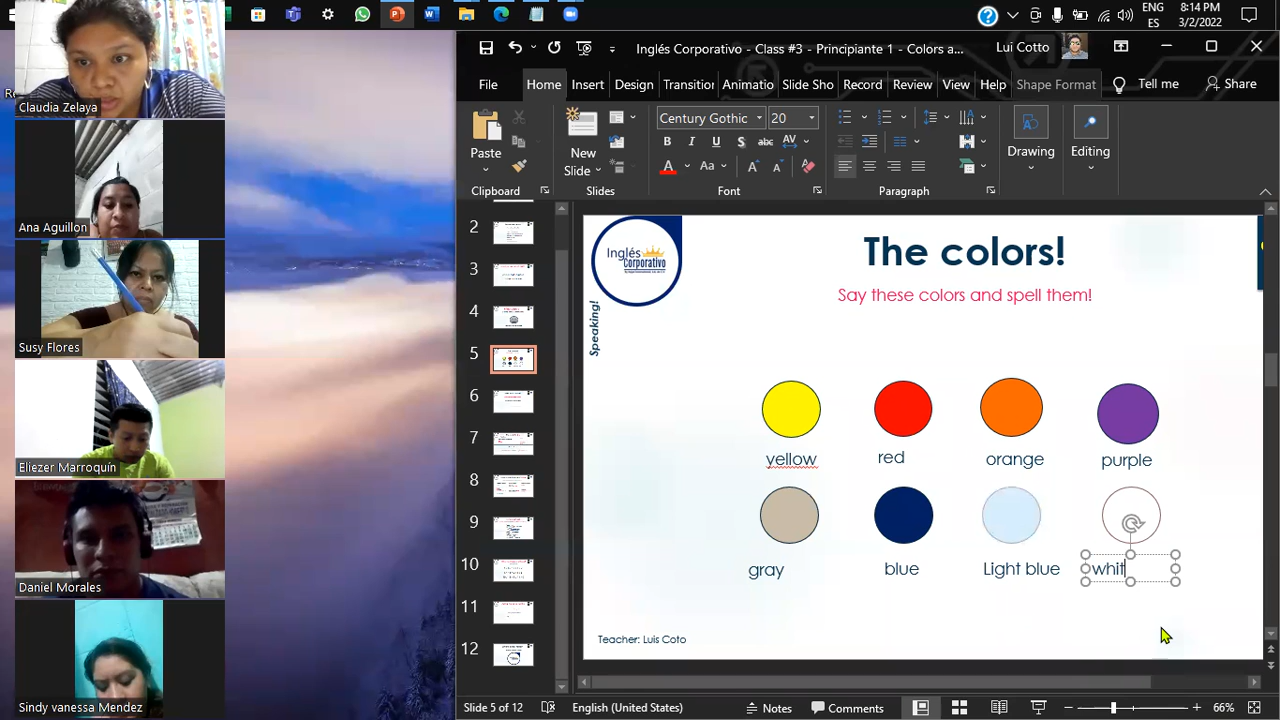 8:14 PM
3/2/2022
ENG
ES
Claudia Zelaya
Ana Aguillon
Susy Flores
Eliezer Marroquín
Daniel Morales
Sindy vanessa Mendez
Inglés Corporativo - Class #3 - Principiante 1 - Colors a...
Lui Cotto
File Home Insert Design Transition Animatio Slide Sho Record Review View Help Shape Format Tell me Share
Century Gothic 20
Paste
New
Slide
Drawing
Editing
Clipboard Slides Font Paragraph
2
3
4
5
6
7
8
9
10
11
12
Inglés
Corporativo
Speaking!
The colors!
Say these colors and spell them!
yellow red orange purple
gray blue Light blue whit
Teacher: Luis Coto
Slide 5 of 12 English (United States) Notes Comments 66%